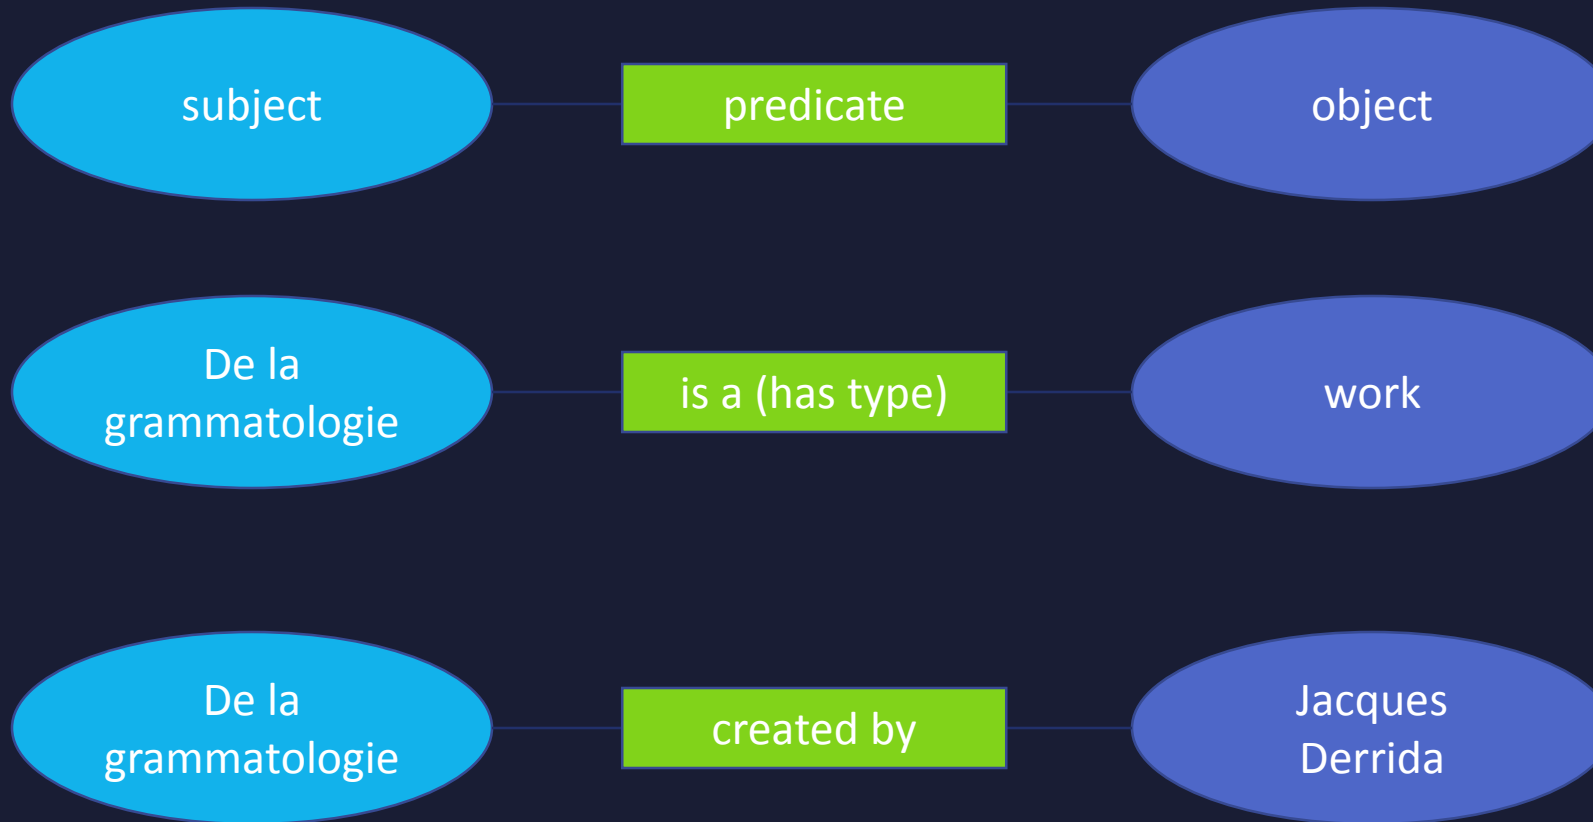 subject
predicate
object
De la
grammatologie
is a (has type)
work
De la
grammatologie
created by
Jacques
Derrida